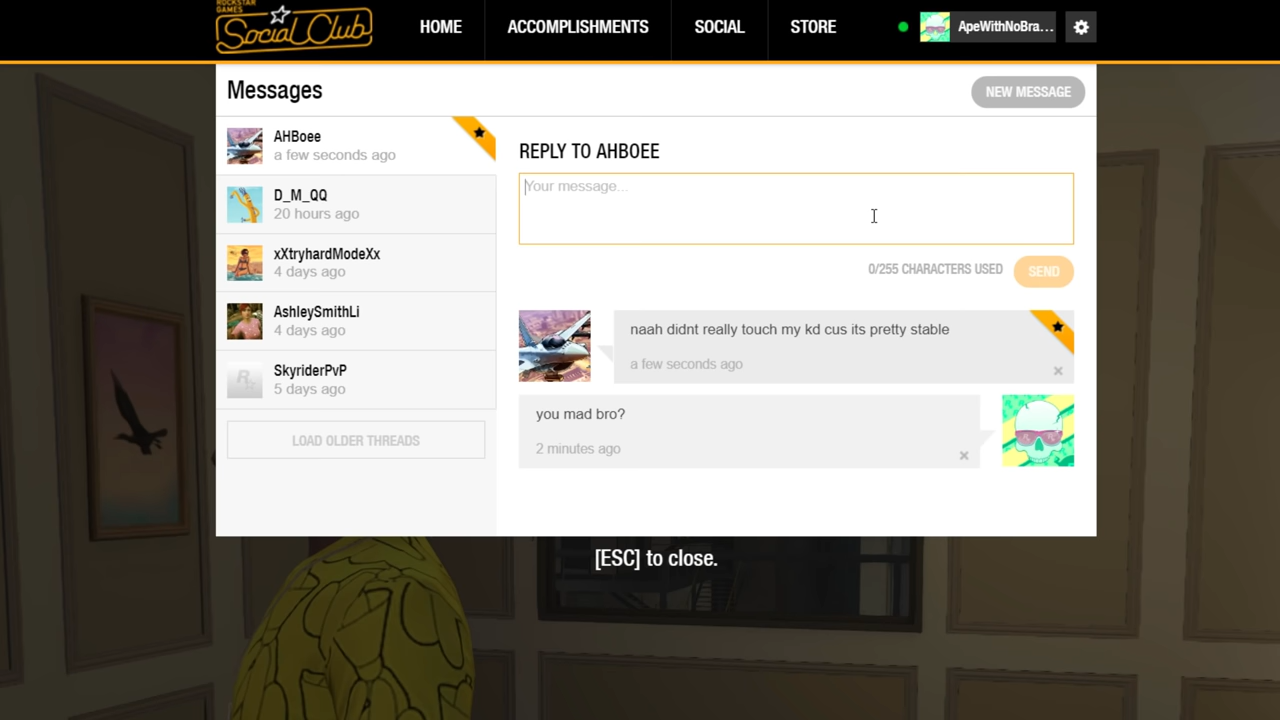 ROCKSTAR
GAMES
Social Club
HOME
ACCOMPLISHMENTS
SOCIAL
STORE
ApeWithNoBra...
Messages
NEW MESSAGE
AHBoee
a few seconds ago
D_M_QQ
20 hours ago
xXtryhardModeXx
4 days ago
AshleySmithLi
4 days ago
SkyriderPvP
5 days ago
LOAD OLDER THREADS
REPLY TO AHBOEE
Your message...
0/255 CHARACTERS USED
SEND
naah didnt really touch my kd cus its pretty stable
a few seconds ago
you mad bro?
2 minutes ago
[ESC] to close.